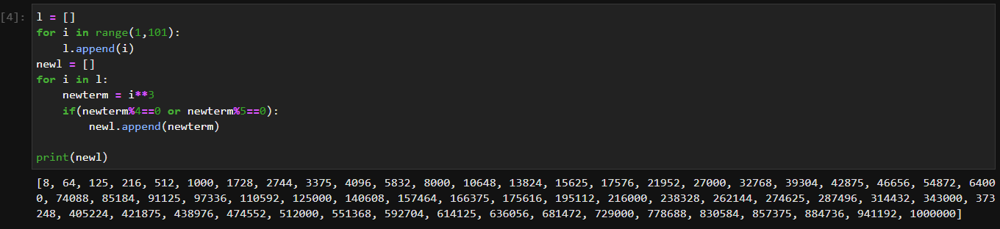 [4]: l = []
for i in range(1,101):
    l.append(i)
newl = []
for i in l:
    newterm = i**3
    if(newterm%4==0 or newterm%5==0):
        newl.append(newterm)
print(newl)
[8, 64, 125, 216, 512, 1000, 1728, 2744, 3375, 4096, 5832, 8000, 10648, 13824, 15625, 17576, 21952, 27000, 32768, 39304, 42875, 46656, 54872, 6400
0, 74088, 85184, 91125, 97336, 110592, 125000, 140608, 157464, 166375, 175616, 195112, 216000, 238328, 262144, 274625, 287496, 314432, 343000, 373
248, 405224, 421875, 438976, 474552, 512000, 551368, 592704, 614125, 636056, 681472, 729000, 778688, 830584, 857375, 884736, 941192, 1000000]